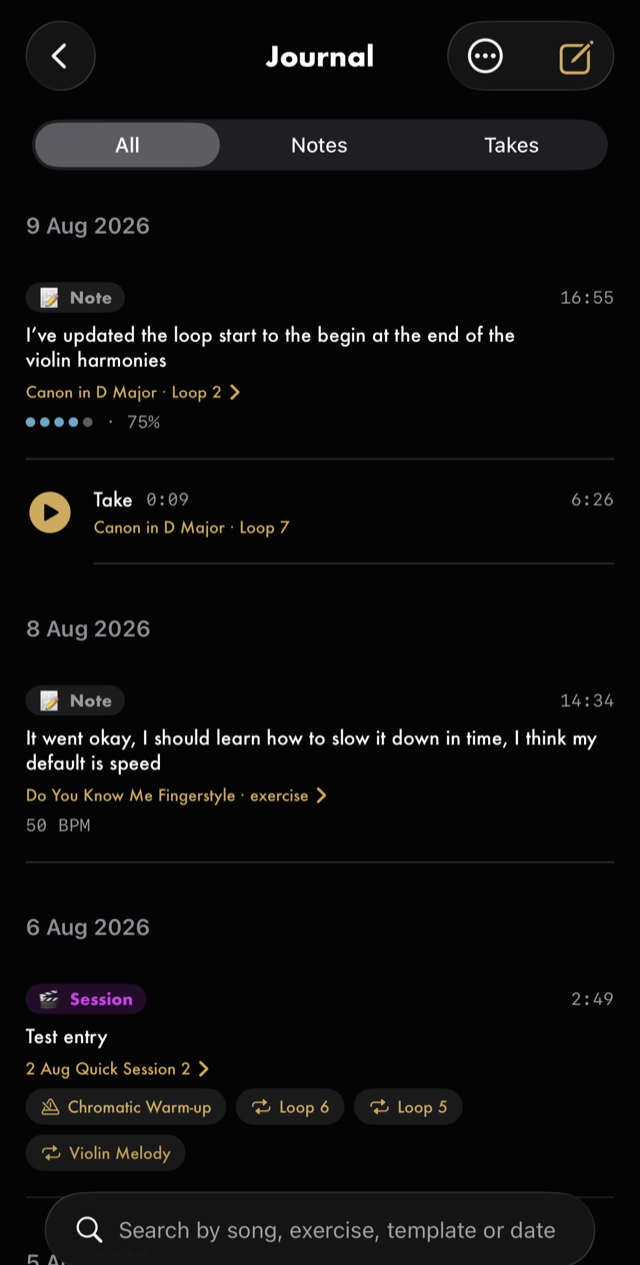 Journal
All
Notes
Takes
9 Aug 2026
Note
16:55
I’ve updated the loop start to the begin at the end of the
violin harmonies
Canon in D Major · Loop 2
· 75%
Take 0:09
6:26
Canon in D Major · Loop 7
8 Aug 2026
Note
14:34
It went okay, I should learn how to slow it down in time, I think my
default is speed
Do You Know Me Fingerstyle · exercise
50 BPM
6 Aug 2026
Session
2:49
Test entry
2 Aug Quick Session 2
Chromatic Warm-up
Loop 6
Loop 5
Violin Melody
Search by song, exercise, template or date